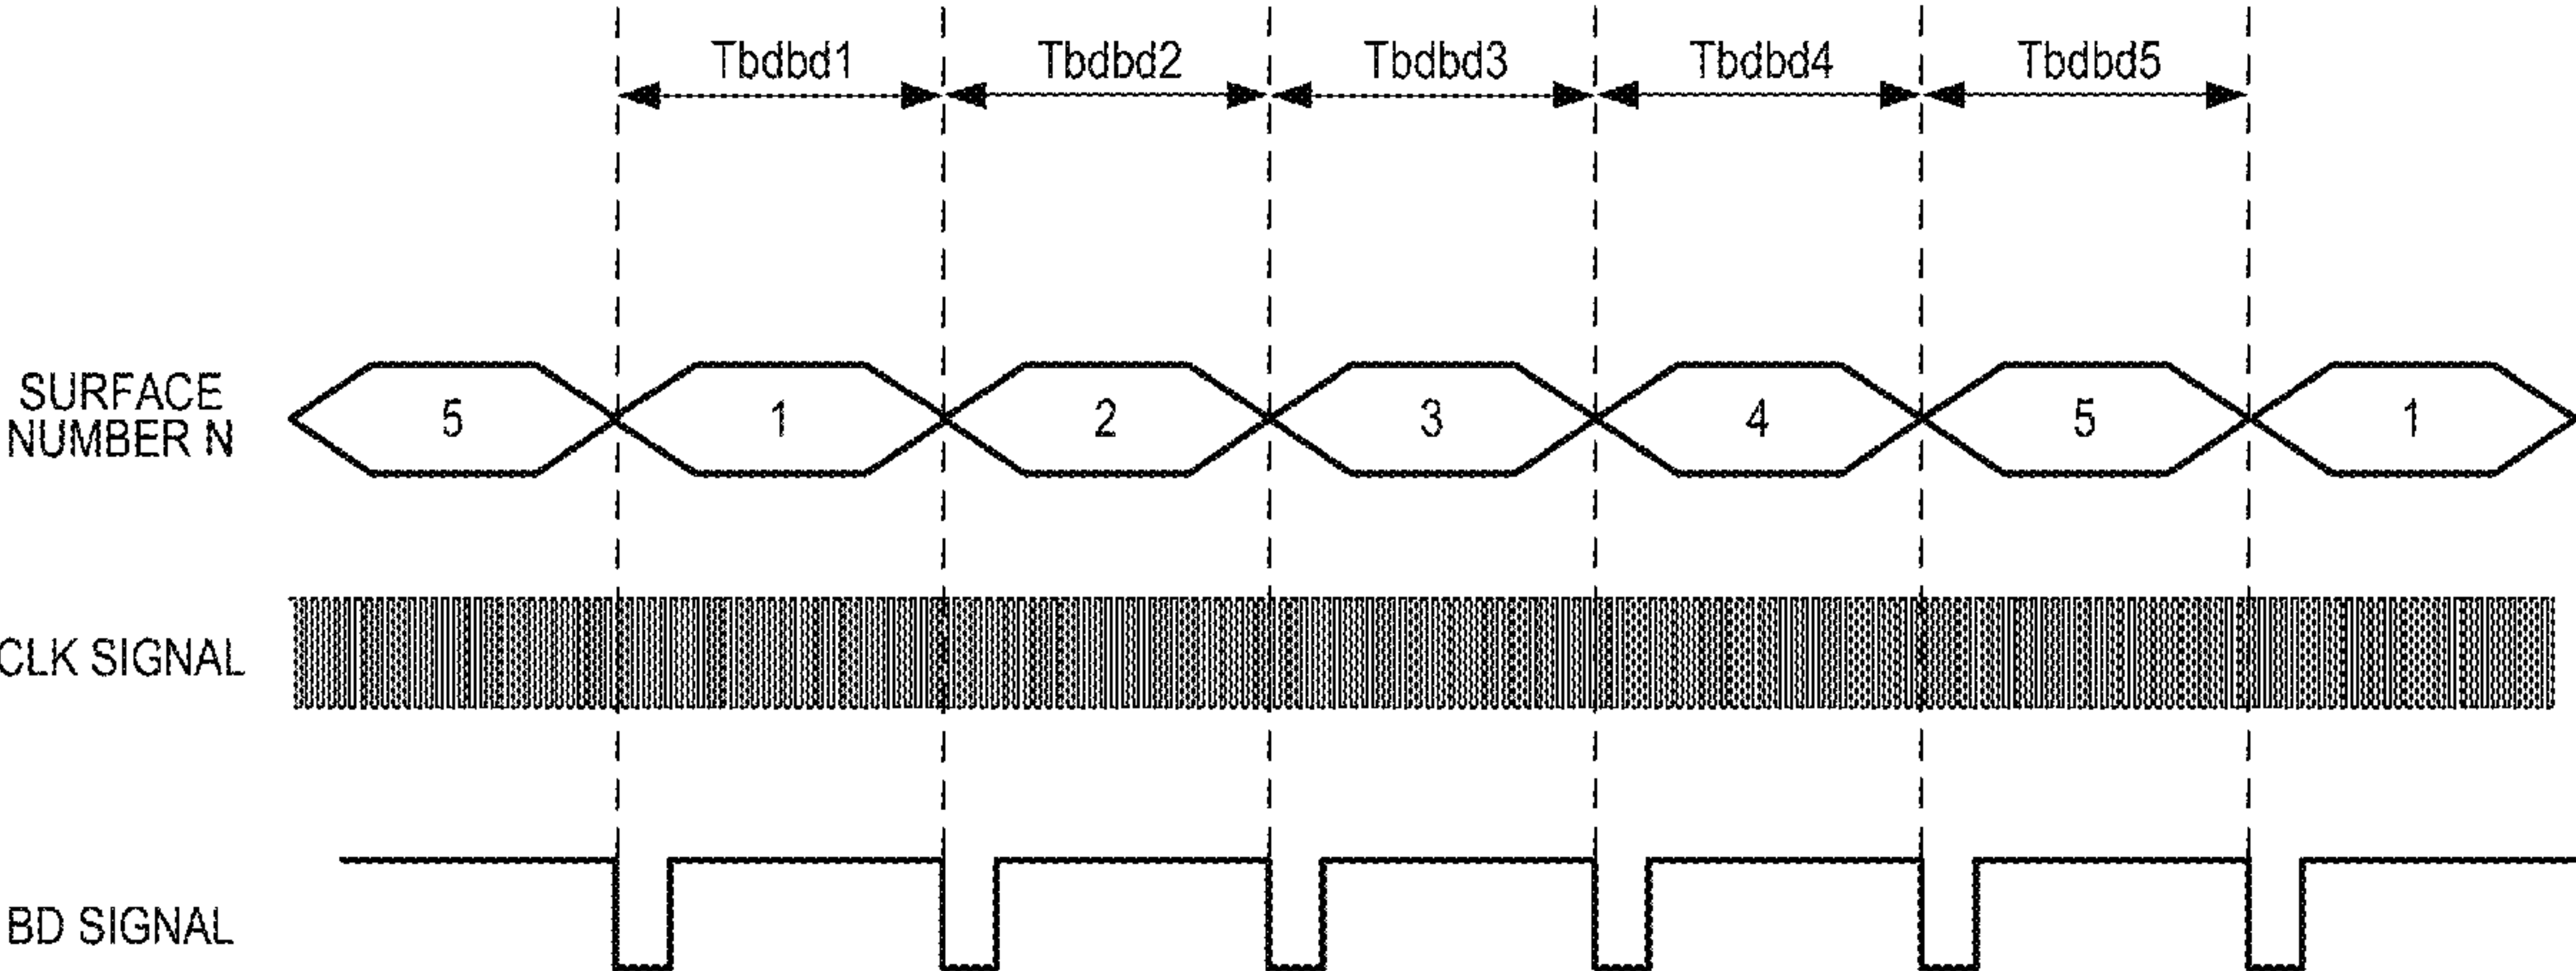 Tbdbd1 Tbdbd2 Tbdbd3 Tbdbd4 Tbdbd5
SURFACE
NUMBER N
5 1 2 3 4 5 1
CLK SIGNAL
BD SIGNAL